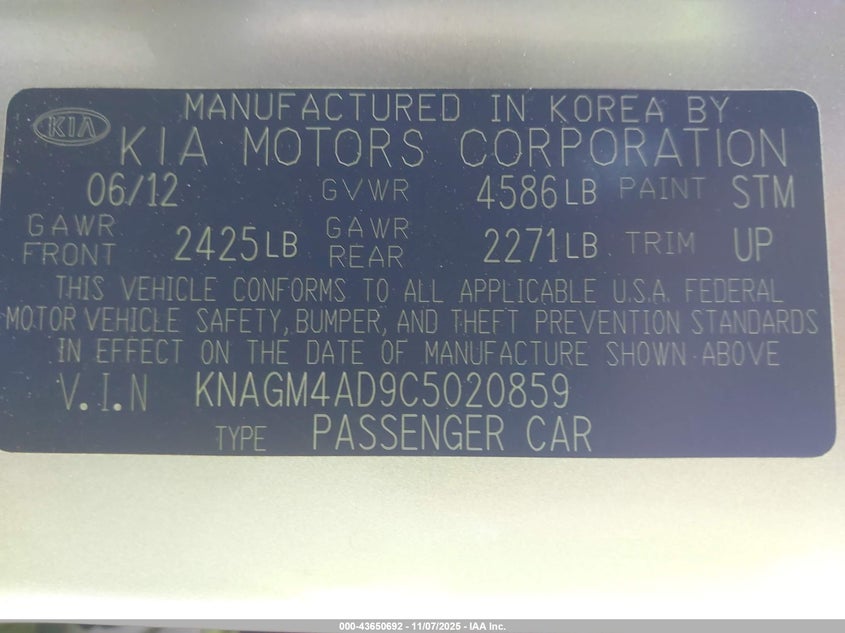 MANUFACTURED IN KOREA BY
KIA KIA MOTORS CORPORATION
06/12 GVWR 4586LB PAINT STM
GAWR FRONT 2425LB GAWR REAR 2271LB TRIM UP
THIS VEHICLE CONFORMS TO ALL APPLICABLE U.S.A. FEDERAL
MOTOR VEHICLE SAFETY, BUMPER, AND THEFT PREVENTION STANDARDS
IN EFFECT ON THE DATE OF MANUFACTURE SHOWN ABOVE
V.I.N KNAGM4AD9C5020859
TYPE PASSENGER CAR
000-43650692 - 11/07/2025 - IAA Inc.